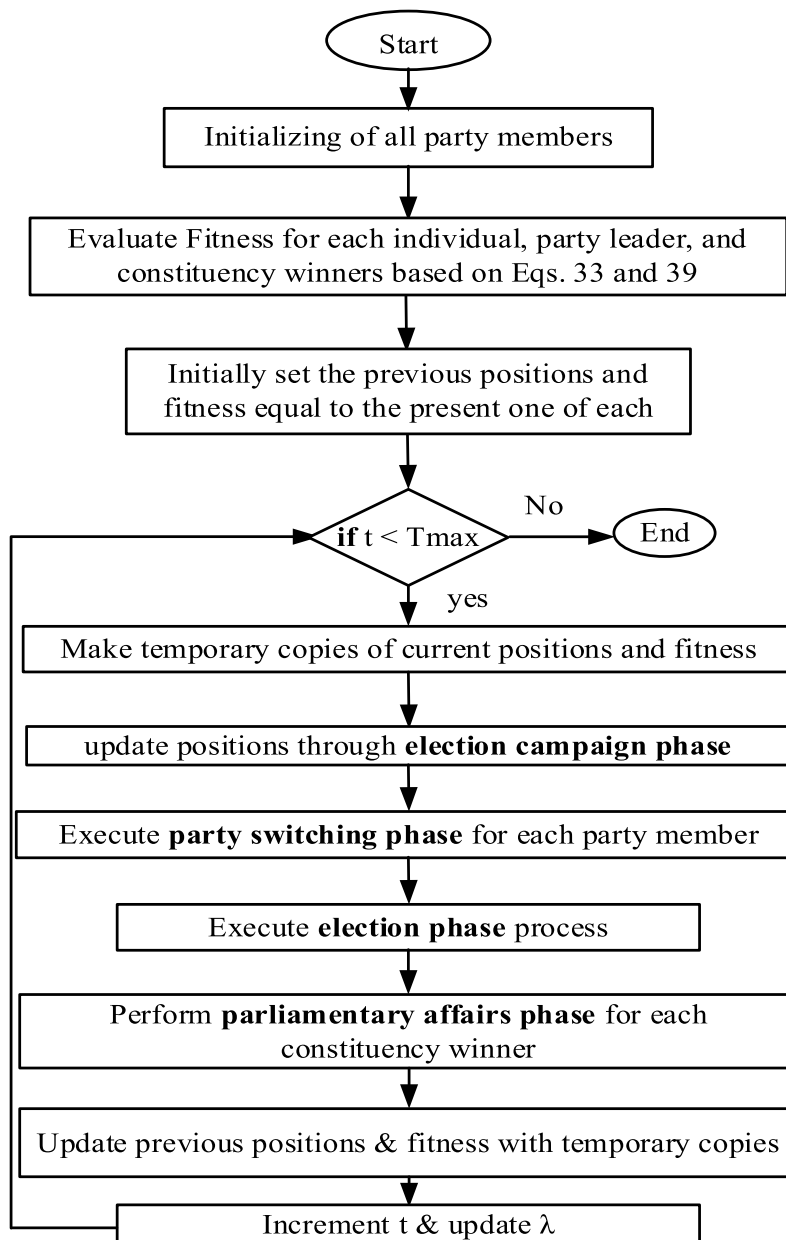 Start
Initializing of all party members
Evaluate Fitness for each individual, party leader, and
constituency winners based on Eqs. 33 and 39
Initially set the previous positions and
fitness equal to the present one of each
if t < Tmax
No
End
yes
Make temporary copies of current positions and fitness
update positions through election campaign phase
Execute party switching phase for each party member
Execute election phase process
Perform parliamentary affairs phase for each
constituency winner
Update previous positions & fitness with temporary copies
Increment t & update λ